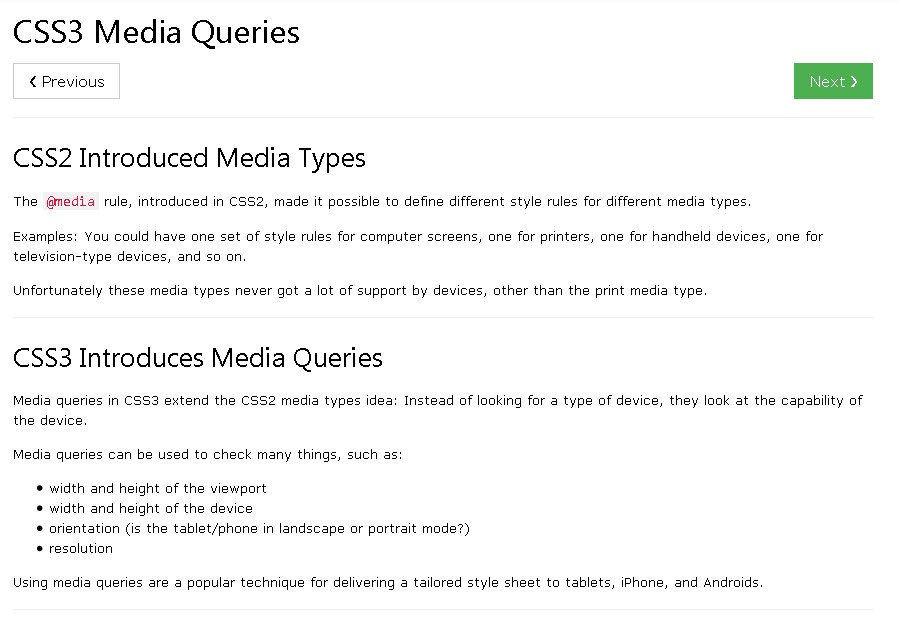 CSS3 Media Queries
❮ Previous
Next ❯
CSS2 Introduced Media Types
The @media rule, introduced in CSS2, made it possible to define different style rules for different media types.
Examples: You could have one set of style rules for computer screens, one for printers, one for handheld devices, one for
television-type devices, and so on.
Unfortunately these media types never got a lot of support by devices, other than the print media type.
CSS3 Introduces Media Queries
Media queries in CSS3 extend the CSS2 media types idea: Instead of looking for a type of device, they look at the capability of
the device.
Media queries can be used to check many things, such as:
• width and height of the viewport
• width and height of the device
• orientation (is the tablet/phone in landscape or portrait mode?)
• resolution
Using media queries are a popular technique for delivering a tailored style sheet to tablets, iPhone, and Androids.